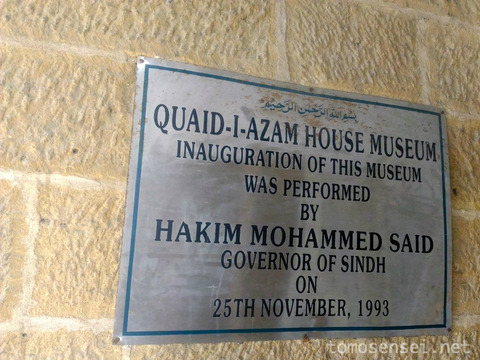 بسم الله الرحمن الرحيم
QUAID-I-AZAM HOUSE MUSEUM
INAUGURATION OF THIS MUSEUM
WAS PERFORMED
BY
HAKIM MOHAMMED SAID
GOVERNOR OF SINDH
ON
25TH NOVEMBER, 1993
tomosensei.net